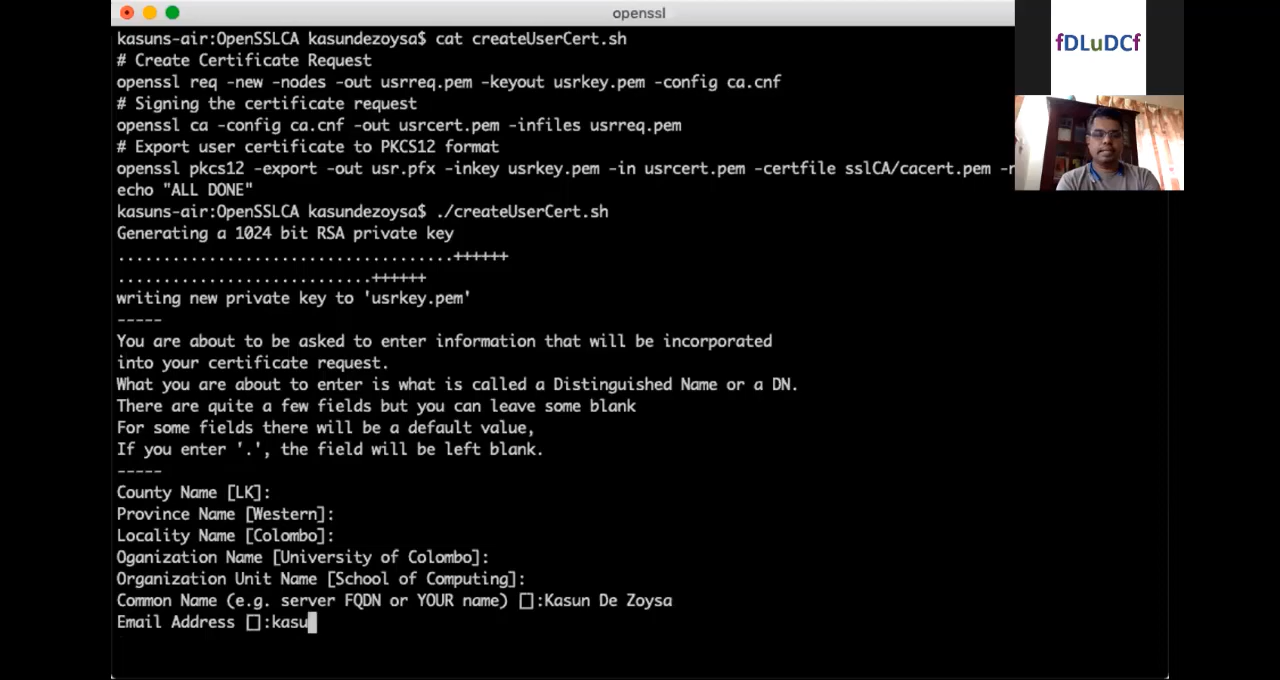 openssl
fDLuDCf
kasuns-air:OpenSSLCA kasundezoysa$ cat createUserCert.sh
# Create Certificate Request
openssl req -new -nodes -out usrreq.pem -keyout usrkey.pem -config ca.cnf
# Signing the certificate request
openssl ca -config ca.cnf -out usrcert.pem -infiles usrreq.pem
# Export user certificate to PKCS12 format
openssl pkcs12 -export -out usr.pfx -inkey usrkey.pem -in usrcert.pem -certfile sslCA/cacert.pem
echo "ALL DONE"
kasuns-air:OpenSSLCA kasundezoysa$ ./createUserCert.sh
Generating a 1024 bit RSA private key
.....................................++++++
............................++++++
writing new private key to 'usrkey.pem'
-----
You are about to be asked to enter information that will be incorporated
into your certificate request.
What you are about to enter is what is called a Distinguished Name or a DN.
There are quite a few fields but you can leave some blank
For some fields there will be a default value,
If you enter '.', the field will be left blank.
-----
County Name [LK]:
Province Name [Western]:
Locality Name [Colombo]:
Oganization Name [University of Colombo]:
Organization Unit Name [School of Computing]:
Common Name (e.g. server FQDN or YOUR name) []:Kasun De Zoysa
Email Address []:kasu